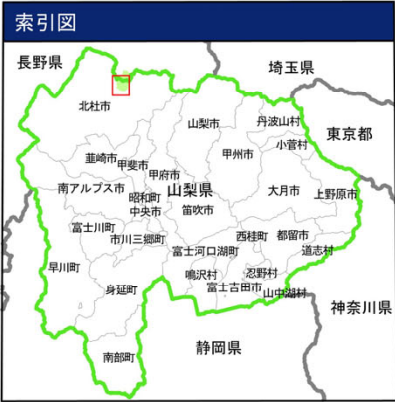 索引図
長野県
埼玉県
北杜市
山梨市
丹波山村
東京都
小菅村
甲州市
韮崎市
甲斐市
甲府市
南アルプス市
山梨県
大月市
上野原市
昭和町
中央市
笛吹市
富士川町
市川三郷町
西桂町
都留市
富士河口湖町
道志村
早川町
鳴沢村
忍野村
身延町
富士吉田市
山中湖村
神奈川県
静岡県
南部町